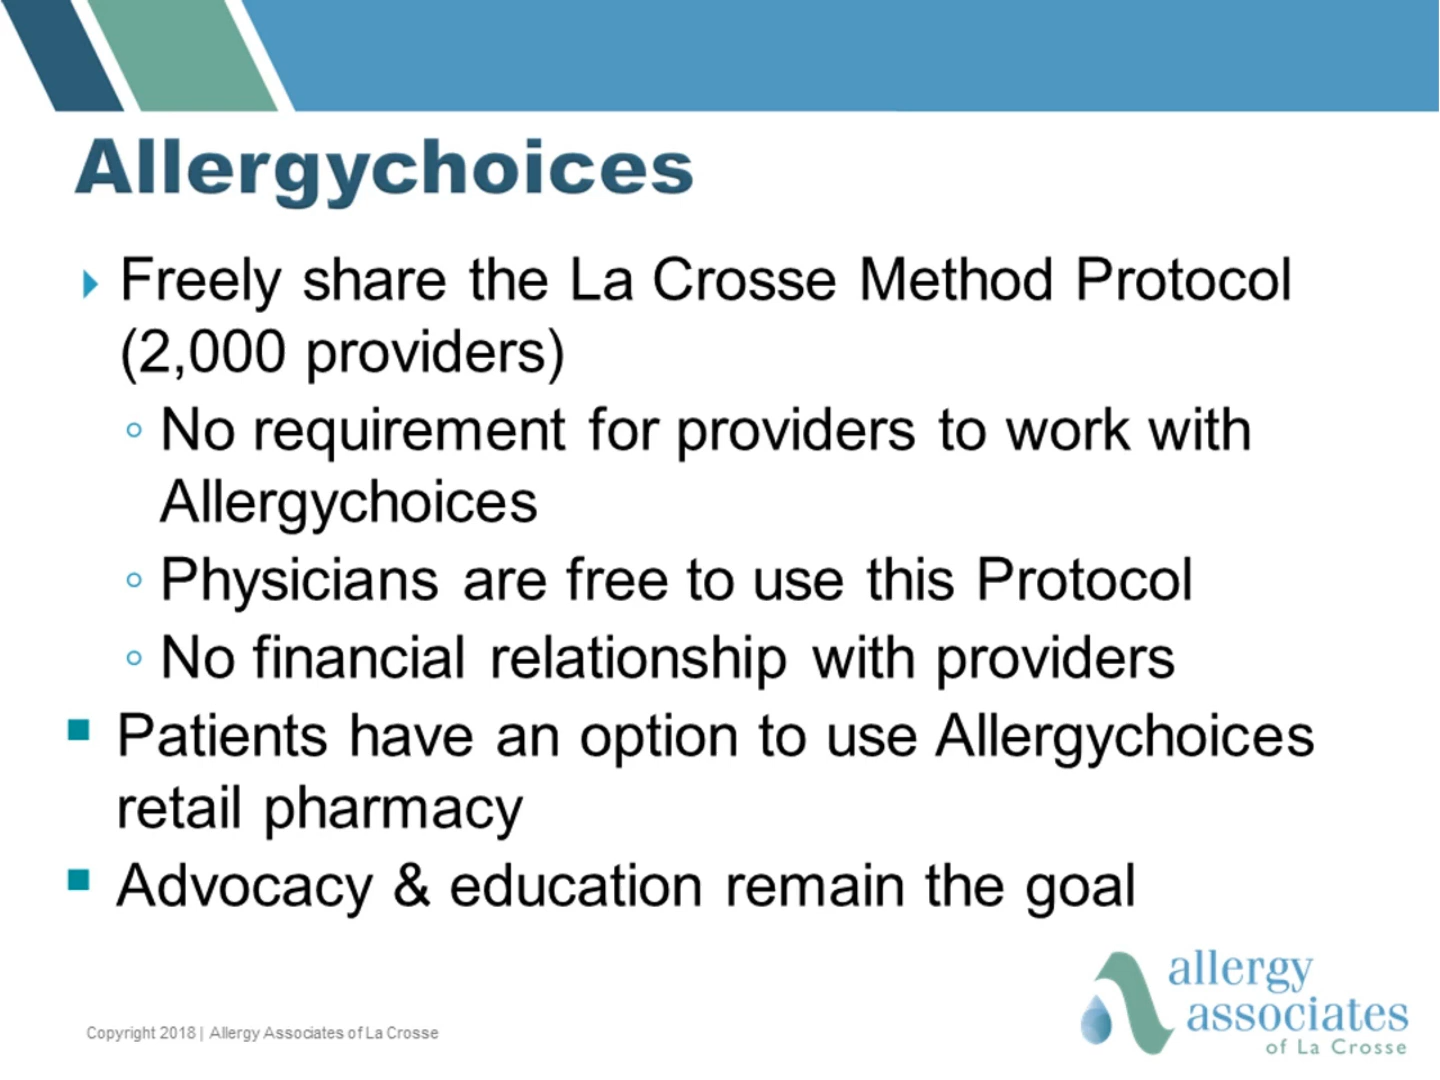 Allergychoices
Freely share the La Crosse Method Protocol
(2,000 providers)
No requirement for providers to work with
Allergychoices
Physicians are free to use this Protocol
No financial relationship with providers
Patients have an option to use Allergychoices
retail pharmacy
Advocacy & education remain the goal
allergy
associates
of La Crosse
Copyright 2018 | Allergy Associates of La Crosse